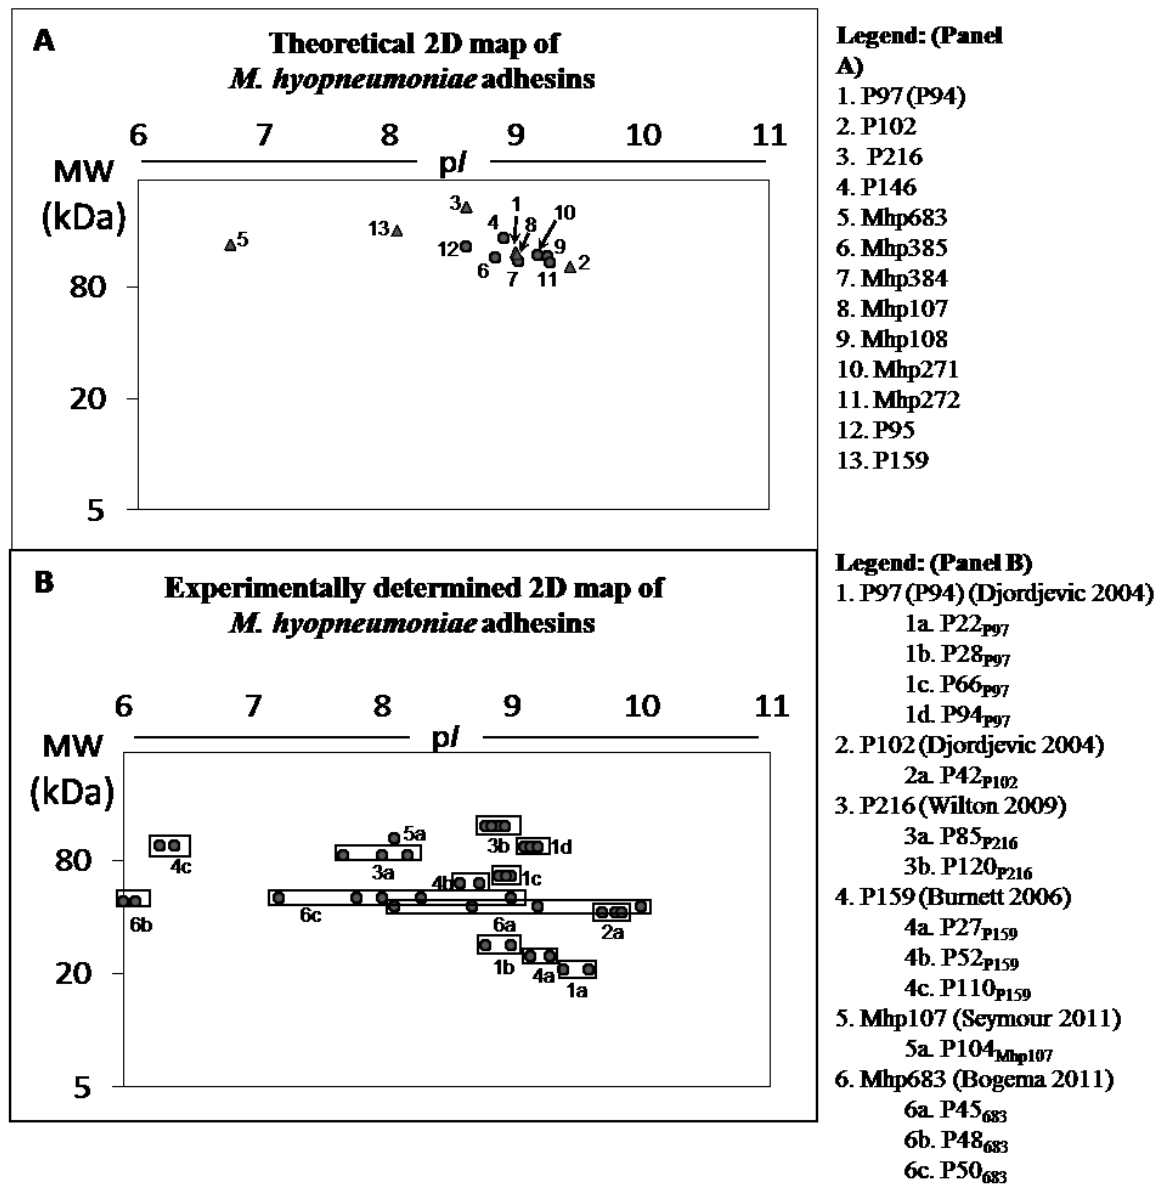 A
Theoretical 2D map of
M. hyopneumoniae adhesins
6 7 8 9 10 11
pI
MW
(kDa)
80
20
5
5
13
3
12
4
6
1
7
8
10
9
11
2
Legend: (Panel
A)
1. P97 (P94)
2. P102
3. P216
4. P146
5. Mhp683
6. Mhp385
7. Mhp384
8. Mhp107
9. Mhp108
10. Mhp271
11. Mhp272
12. P95
13. P159
B
Experimentally determined 2D map of
M. hyopneumoniae adhesins
6 7 8 9 10 11
pI
MW
(kDa)
80
20
5
4c
6b
5a
3a
3b
1d
4b
1c
6c
6a
2a
1b
4a
1a
Legend: (Panel B)
1. P97 (P94) (Djordjevic 2004)
1a. P22P97
1b. P28P97
1c. P66P97
1d. P94P97
2. P102 (Djordjevic 2004)
2a. P42P102
3. P216 (Wilton 2009)
3a. P85P216
3b. P120P216
4. P159 (Burnett 2006)
4a. P27P159
4b. P52P159
4c. P110P159
5. Mhp107 (Seymour 2011)
5a. P104Mhp107
6. Mhp683 (Bogema 2011)
6a. P45683
6b. P48683
6c. P50683